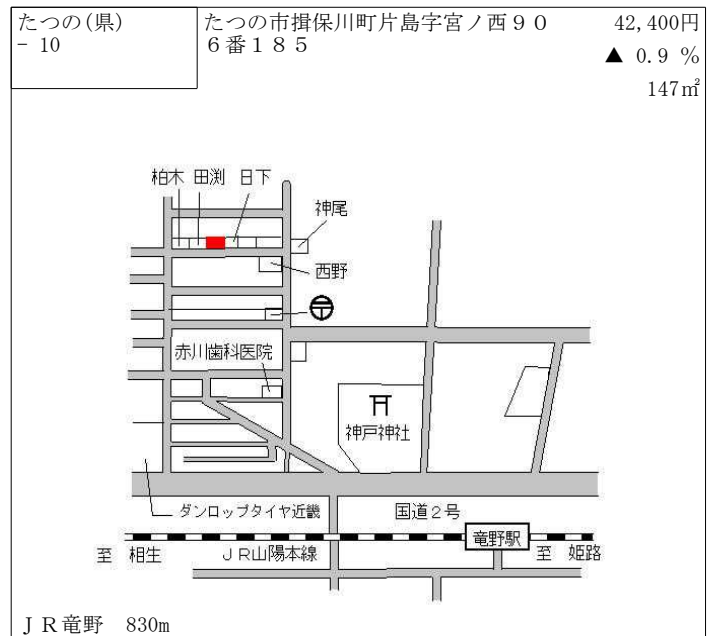 たつの(県)
- 10
たつの市揖保川町片島字宮ノ西９０
６番１８５
42,400円
▲ 0.9 %
147㎡
柏木 田渕 日下
神尾
西野
〒
赤川歯科医院
神戸神社
ダンロップタイヤ近畿
国道２号
竜野駅
至 相生
ＪＲ山陽本線
至 姫路
ＪＲ竜野 830m